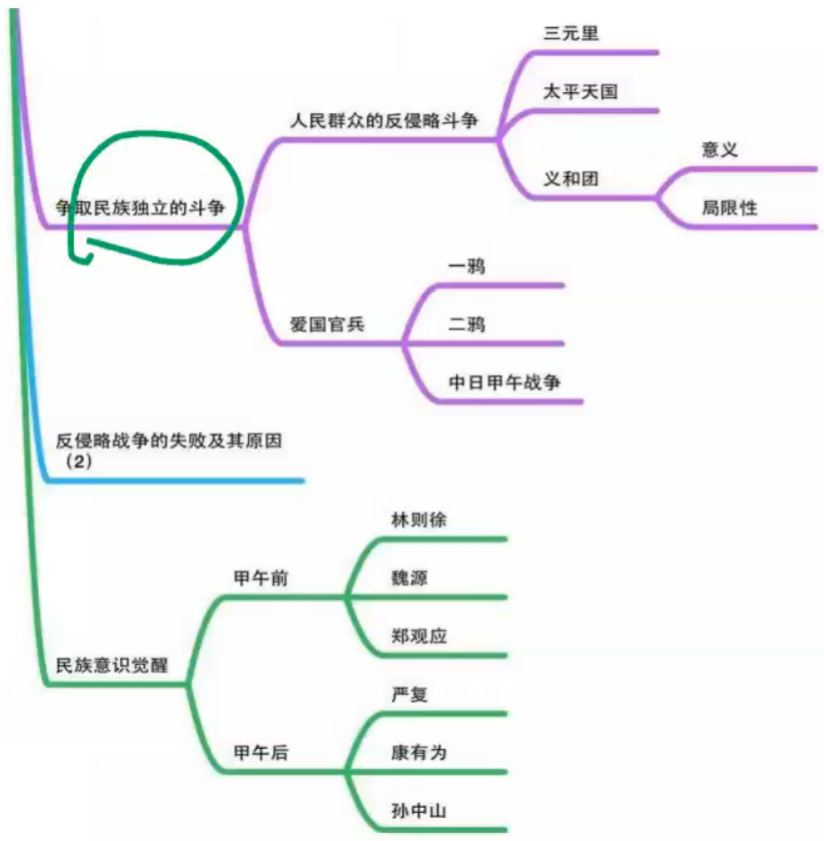 三元里
太平天国
人民群众的反侵略斗争
意义
义和团
局限性
争取民族独立的斗争
一鸦
爱国官兵
二鸦
中日甲午战争
反侵略战争的失败及其原因
（2）
林则徐
甲午前
魏源
郑观应
民族意识觉醒
严复
甲午后
康有为
孙中山